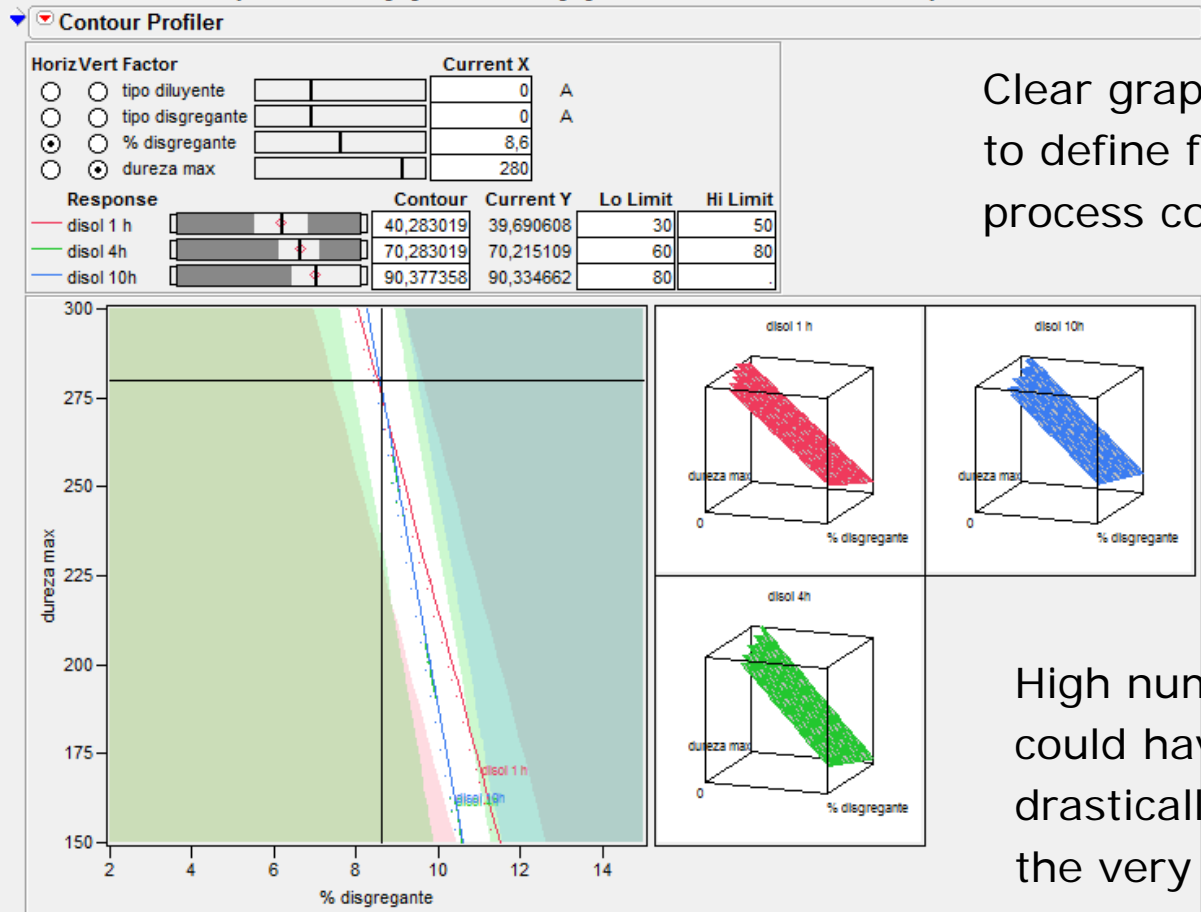 Contour Profiler
Horiz Vert Factor Current X
tipo diluyente 0 A
tipo disgregante 0 A
% disgregante 8,6
dureza max 280
Response Contour Current Y Lo Limit Hi Limit
disol 1 h 40,283019 39,690608 30 50
disol 4h 70,283019 70,215109 60 80
disol 10h 90,377358 90,334662 80 .
Clear grap
to define f
process co
300
275
250
225
200
175
150
dureza max
disol 1 h
2 4 6 8 10 12 14
% disgregante
disol 1 h
dureza max
0
% disgregante
disol 10h
dureza max
0
% disgregante
disol 4h
dureza max
0
% disgregante
High num
could hav
drastical
the very